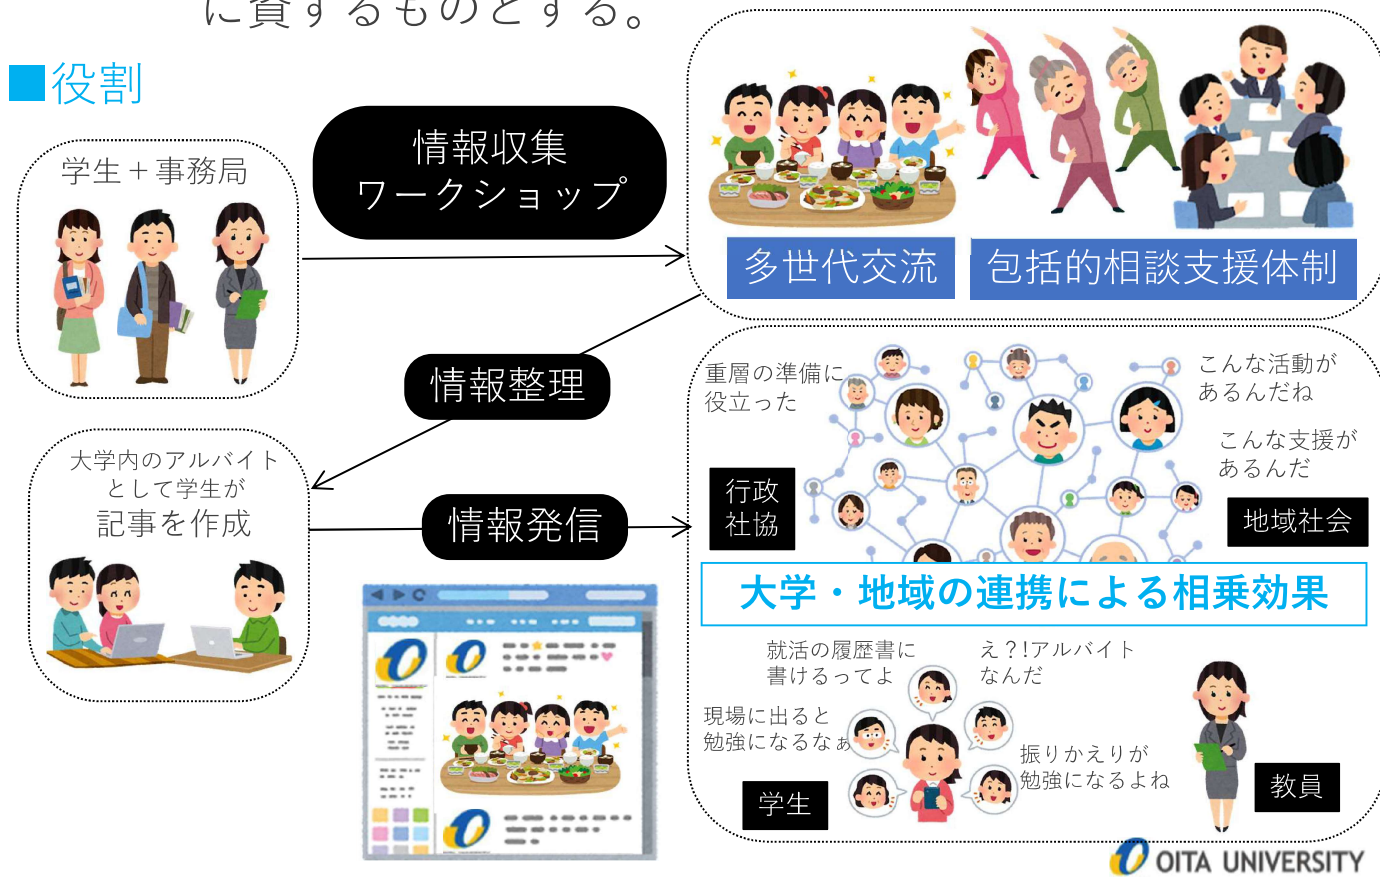 に資するものとする。
■役割
学生＋事務局
情報収集
ワークショップ
多世代交流
包括的相談支援体制
情報整理
大学内のアルバイト
として学生が
記事を作成
情報発信
重層の準備に
役立った
こんな活動が
あるんだね
こんな支援が
あるんだ
行政
社協
地域社会
大学・地域の連携による相乗効果
就活の履歴書に
書けるってよ
え？!アルバイト
なんだ
現場に出ると
勉強になるなぁ
振りかえりが
勉強になるよね
学生
教員
OITA UNIVERSITY